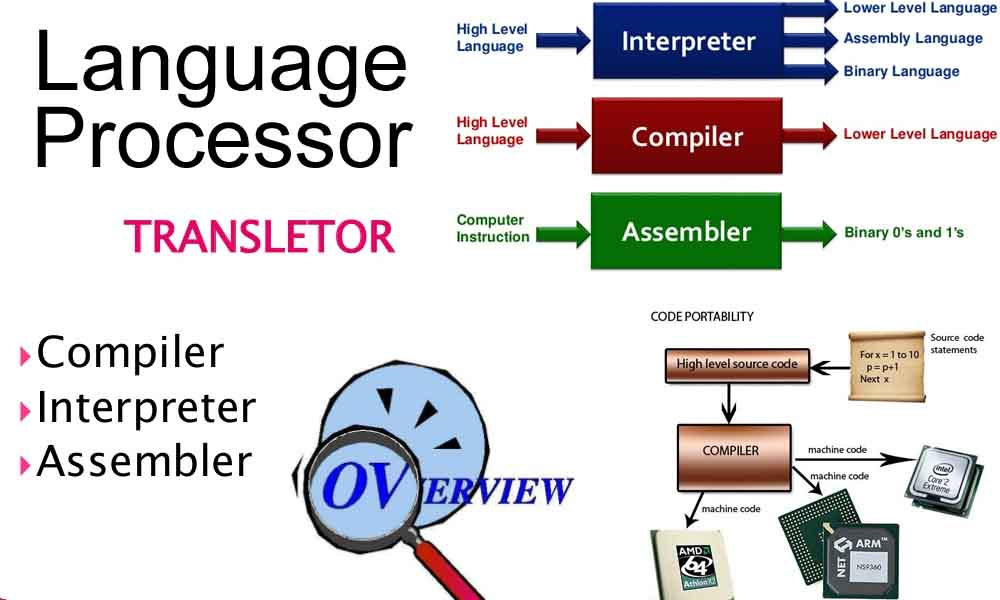 Language
Processor
TRANSLETOR
Compiler
Interpreter
Assembler
OVERVIEW
High Level
Language
Interpreter
Lower Level Language
Assembly Language
Binary Language
High Level
Language
Compiler
Lower Level Language
Computer
Instruction
Assembler
Binary 0's and 1's
CODE PORTABILITY
High level source code
For x = 1 to 10
p = p+1
Next x
Source code
statements
COMPILER
machine code
machine code
machine code
intel
Core 2
Extreme
AMD
64
Athlon X2
NET
ARM™
NS9360